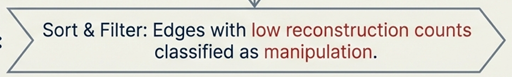 Sort & Filter: Edges with low reconstruction counts
classified as manipulation.